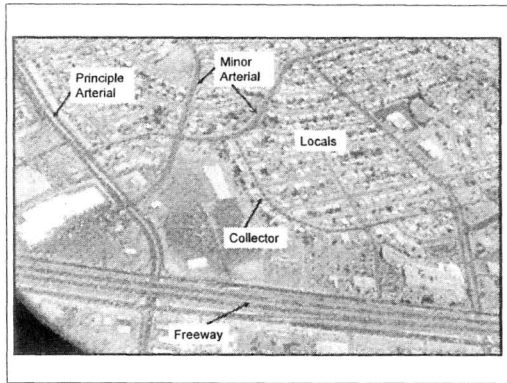 Principle
Arterial
Minor
Arterial
Locals
Collector
Freeway